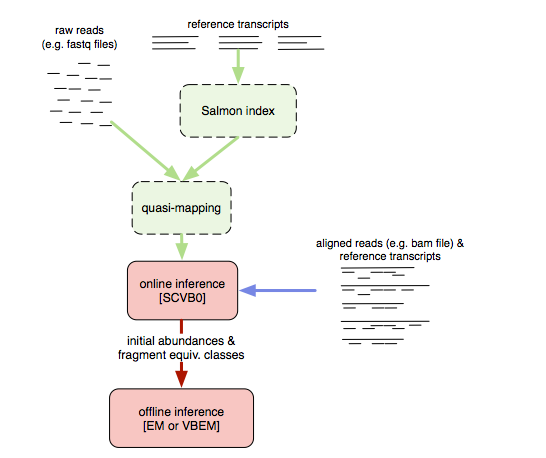 raw reads
(e.g. fastq files)
reference transcripts
Salmon index
quasi-mapping
aligned reads (e.g. bam file) &
reference transcripts
online inference
[SCVB0]
initial abundances &
fragment equiv. classes
offline inference
[EM or VBEM]